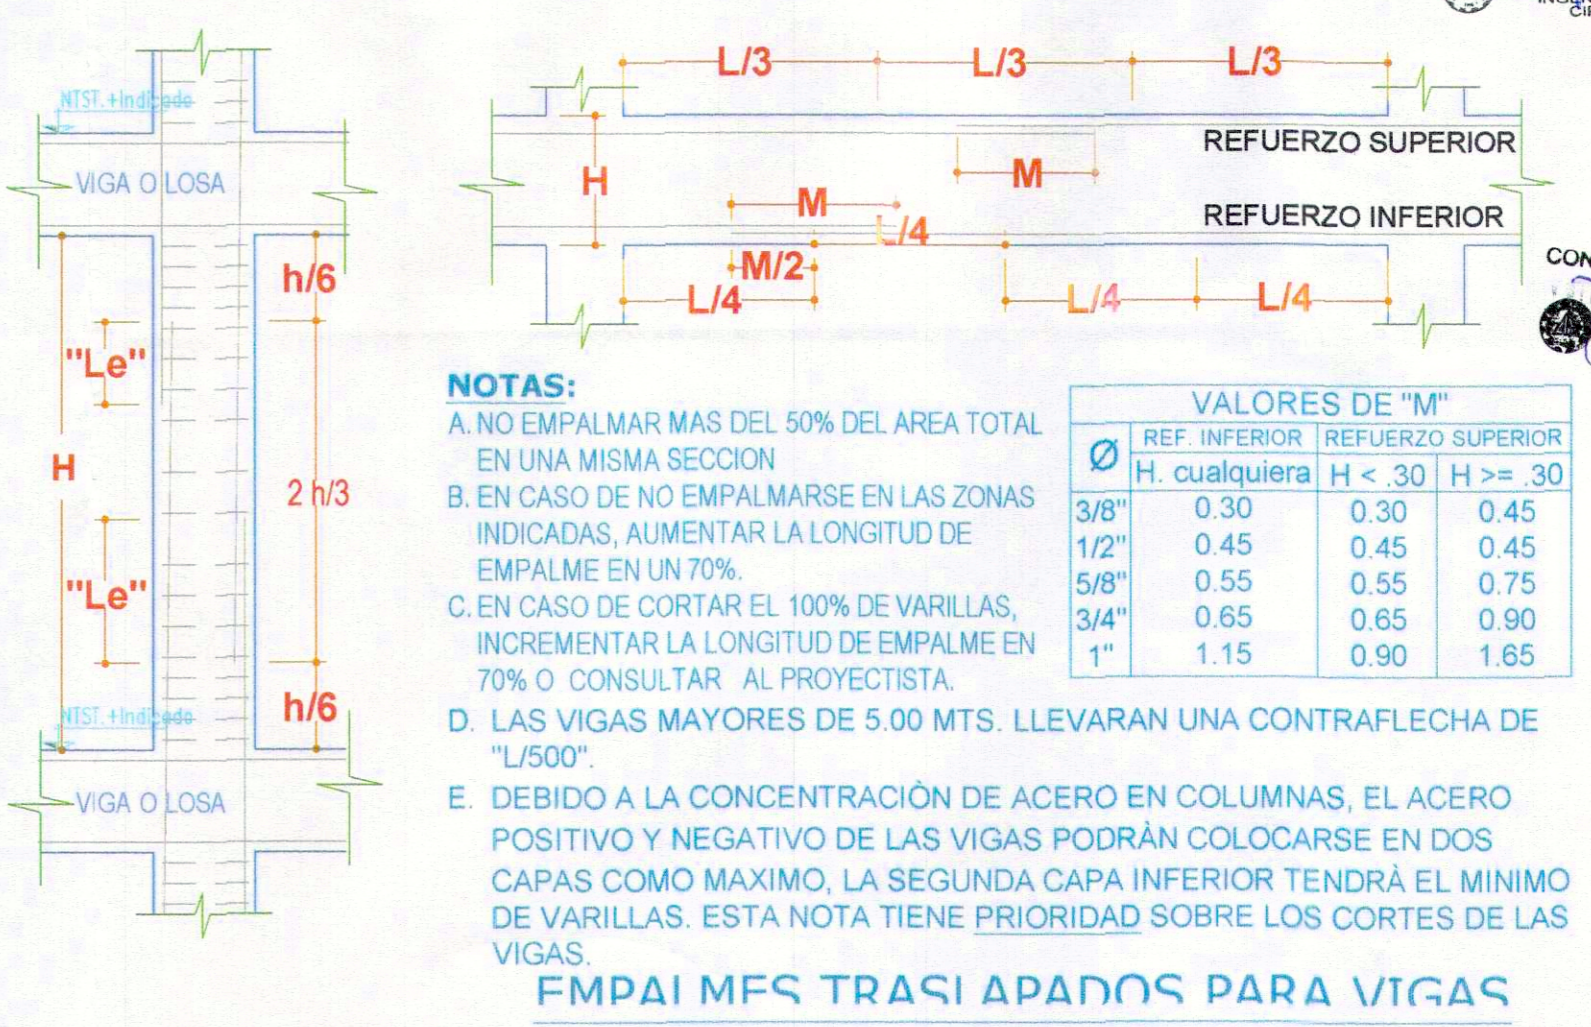 NTST. +Indicado
VIGA O LOSA
h/6
"Le"
H
2 h/3
"Le"
h/6
NTST. +Indicado
VIGA O LOSA
L/3 L/3 L/3
REFUERZO SUPERIOR
H
M
M
REFUERZO INFERIOR
L/4
M/2
L/4 L/4 L/4
CON
NOTAS:
A. NO EMPALMAR MAS DEL 50% DEL AREA TOTAL
EN UNA MISMA SECCION
B. EN CASO DE NO EMPALMARSE EN LAS ZONAS
INDICADAS, AUMENTAR LA LONGITUD DE
EMPALME EN UN 70%.
C. EN CASO DE CORTAR EL 100% DE VARILLAS,
INCREMENTAR LA LONGITUD DE EMPALME EN
70% O CONSULTAR AL PROYECTISTA.
D. LAS VIGAS MAYORES DE 5.00 MTS. LLEVARAN UNA CONTRAFLECHA DE
"L/500".
E. DEBIDO A LA CONCENTRACIÒN DE ACERO EN COLUMNAS, EL ACERO
POSITIVO Y NEGATIVO DE LAS VIGAS PODRÀN COLOCARSE EN DOS
CAPAS COMO MAXIMO, LA SEGUNDA CAPA INFERIOR TENDRÀ EL MINIMO
DE VARILLAS. ESTA NOTA TIENE PRIORIDAD SOBRE LOS CORTES DE LAS
VIGAS.
VALORES DE "M"
Ø REF. INFERIOR REFUERZO SUPERIOR
H. cualquiera H < .30 H >= .30
3/8" 0.30 0.30 0.45
1/2" 0.45 0.45 0.45
5/8" 0.55 0.55 0.75
3/4" 0.65 0.65 0.90
1" 1.15 0.90 1.65
EMPALMES TRASLAPADOS PARA VIGAS